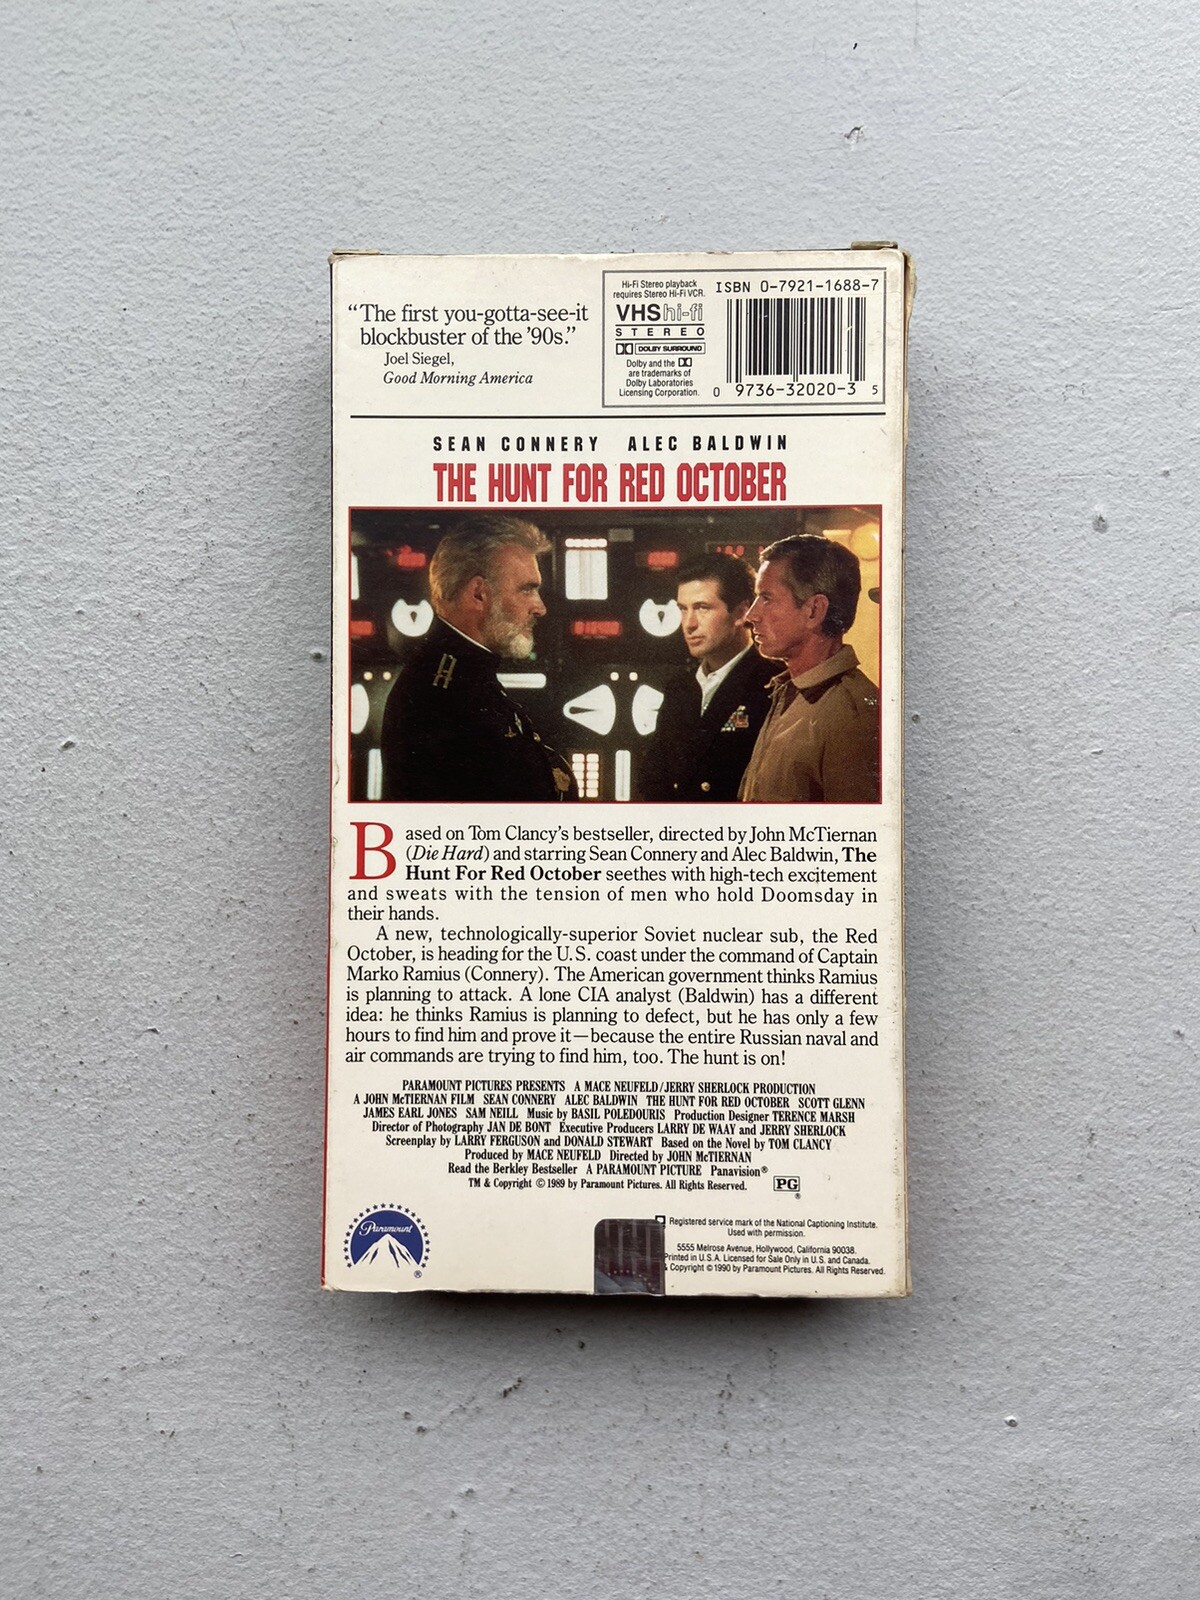 “The first you-gotta-see-it
blockbuster of the ’90s.”
Joel Siegel,
Good Morning America
Hi-Fi Stereo playback
requires Stereo Hi-Fi VCR.
VHS hi-fi
STEREO
DOLBY SURROUND
Dolby and the
are trademarks of
Dolby Laboratories
Licensing Corporation.
ISBN 0-7921-1688-7
0 9736-32020-3 5
SEAN CONNERY ALEC BALDWIN
THE HUNT FOR RED OCTOBER
Based on Tom Clancy’s bestseller, directed by John McTiernan
(Die Hard) and starring Sean Connery and Alec Baldwin, The
Hunt For Red October seethes with high-tech excitement
and sweats with the tension of men who hold Doomsday in
their hands.
A new, technologically-superior Soviet nuclear sub, the Red
October, is heading for the U.S. coast under the command of Captain
Marko Ramius (Connery). The American government thinks Ramius
is planning to attack. A lone CIA analyst (Baldwin) has a different
idea: he thinks Ramius is planning to defect, but he has only a few
hours to find him and prove it—because the entire Russian naval and
air commands are trying to find him, too. The hunt is on!
PARAMOUNT PICTURES PRESENTS A MACE NEUFELD/JERRY SHERLOCK PRODUCTION
A JOHN McTIERNAN FILM SEAN CONNERY ALEC BALDWIN THE HUNT FOR RED OCTOBER SCOTT GLENN
JAMES EARL JONES SAM NEILL Music by BASIL POLEDOURIS Production Designer TERENCE MARSH
Director of Photography JAN DE BONT Executive Producers LARRY DE WAAY and JERRY SHERLOCK
Screenplay by LARRY FERGUSON and DONALD STEWART Based on the Novel by TOM CLANCY
Produced by MACE NEUFELD Directed by JOHN McTIERNAN
Read the Berkley Bestseller A PARAMOUNT PICTURE Panavision®
TM & Copyright © 1989 by Paramount Pictures. All Rights Reserved. PG ®
Paramount ®
Registered service mark of the National Captioning Institute.
Used with permission.
5555 Melrose Avenue, Hollywood, California 90038.
Printed in U.S.A. Licensed for Sale Only in U.S. and Canada.
& Copyright © 1990 by Paramount Pictures. All Rights Reserved.